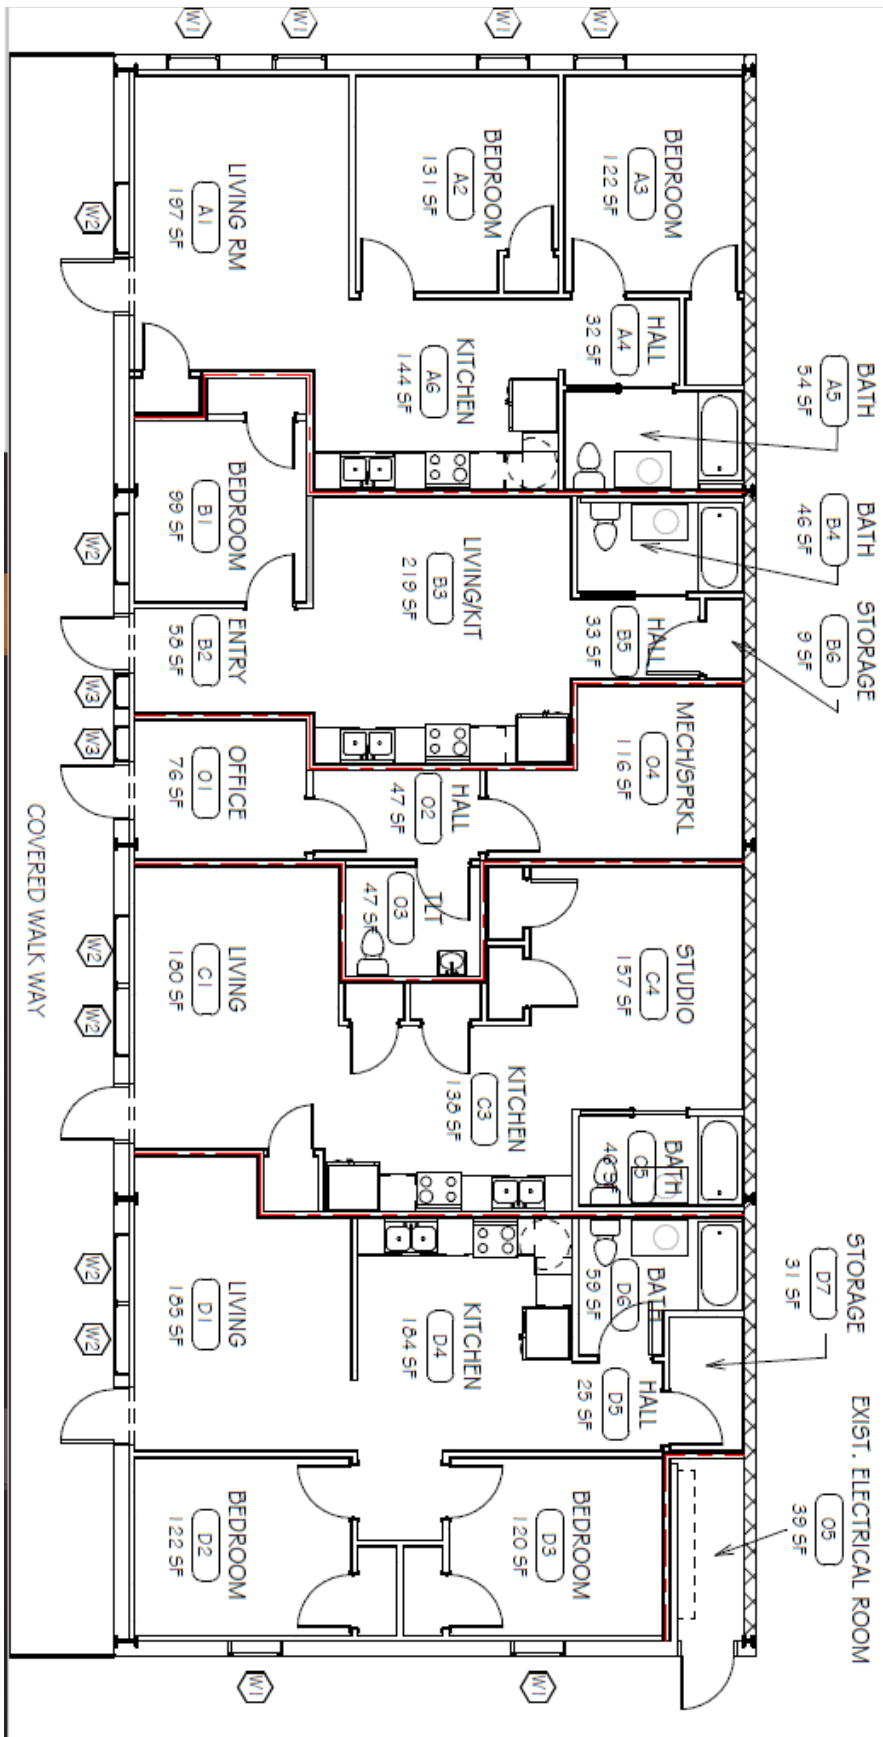 BATH
A5
54 SF
BATH
B4
46 SF
STORAGE
B6
9 SF
STORAGE
D7
31 SF
EXIST. ELECTRICAL ROOM
O5
39 SF
W1
W1
W1
W1
BEDROOM
A3
122 SF
HALL
A4
32 SF
HALL
B5
33 SF
MECH/SPRKL
O4
116 SF
STUDIO
C4
157 SF
BATH
C5
46 SF
BATH
D6
59 SF
HALL
D5
25 SF
BEDROOM
A2
131 SF
KITCHEN
A6
144 SF
LIVING/KIT
B3
219 SF
HALL
O2
47 SF
TLT
O3
47 SF
KITCHEN
C3
138 SF
KITCHEN
D4
184 SF
BEDROOM
D3
120 SF
W1
W1
LIVING RM
A1
197 SF
BEDROOM
B1
99 SF
ENTRY
B2
58 SF
OFFICE
O1
76 SF
LIVING
C1
180 SF
LIVING
D1
185 SF
BEDROOM
D2
122 SF
W2
W2
W3
W3
W2
W2
W2
W2
COVERED WALK WAY